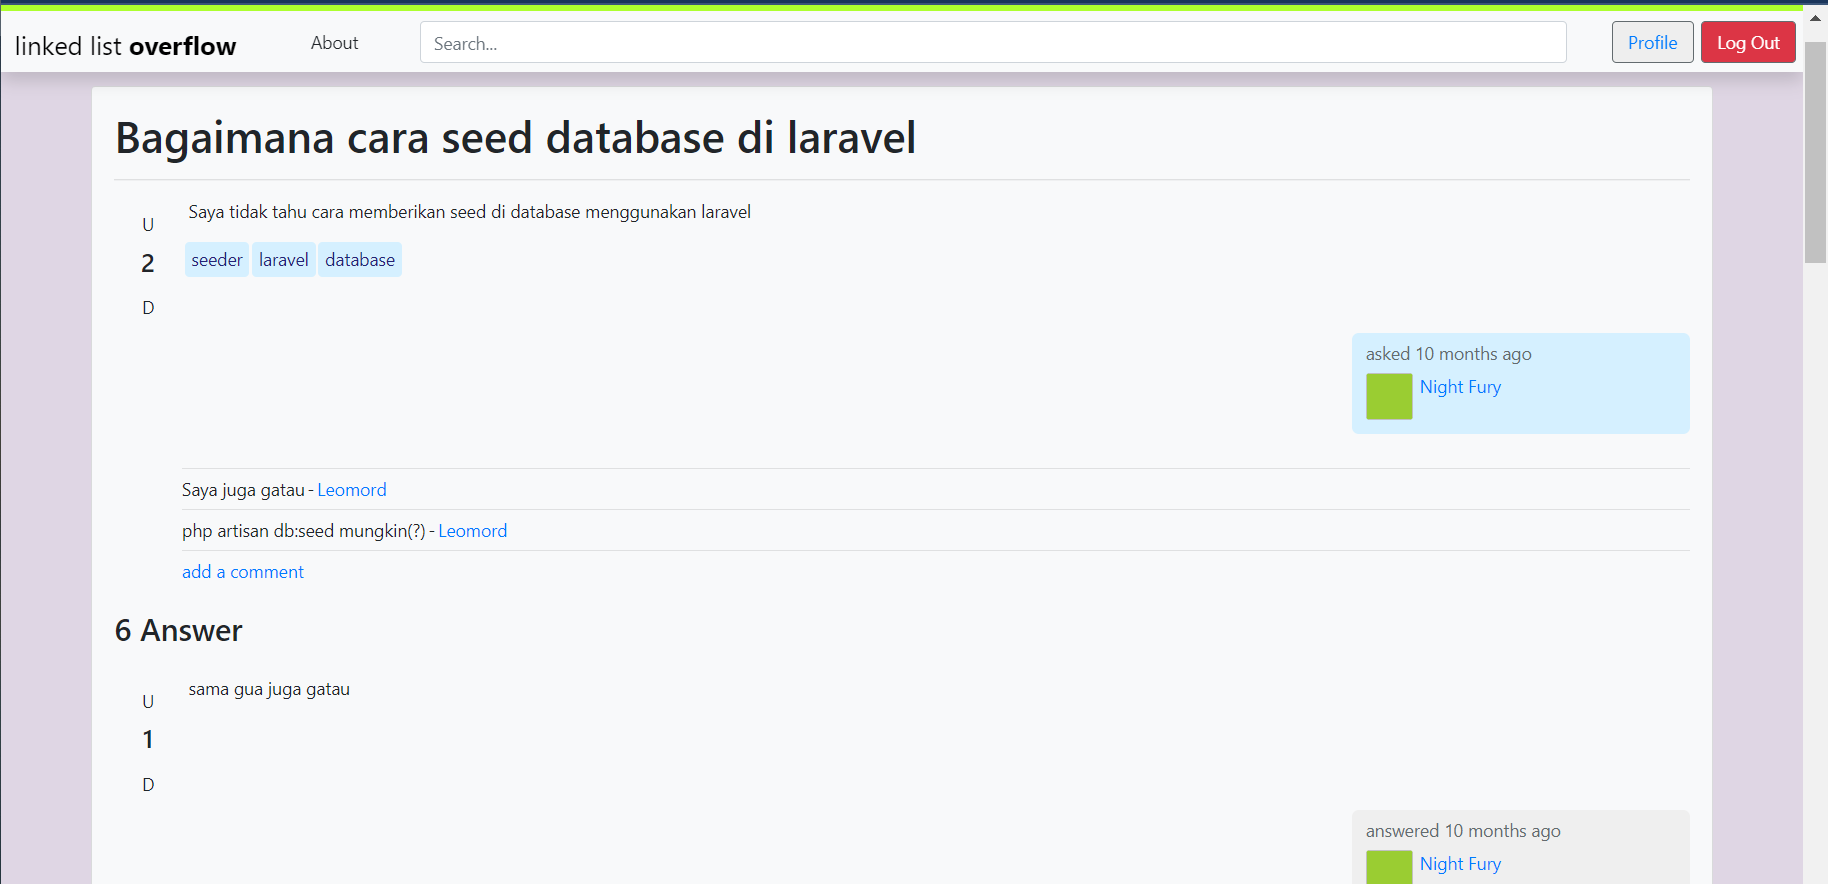 linked list overflow About Search... Profile Log Out
Bagaimana cara seed database di laravel
U
Saya tidak tahu cara memberikan seed di database menggunakan laravel
2
seeder laravel database
D
asked 10 months ago
Night Fury
Saya juga gatau - Leomord
php artisan db:seed mungkin(?) - Leomord
add a comment
6 Answer
U
sama gua juga gatau
1
D
answered 10 months ago
Night Fury